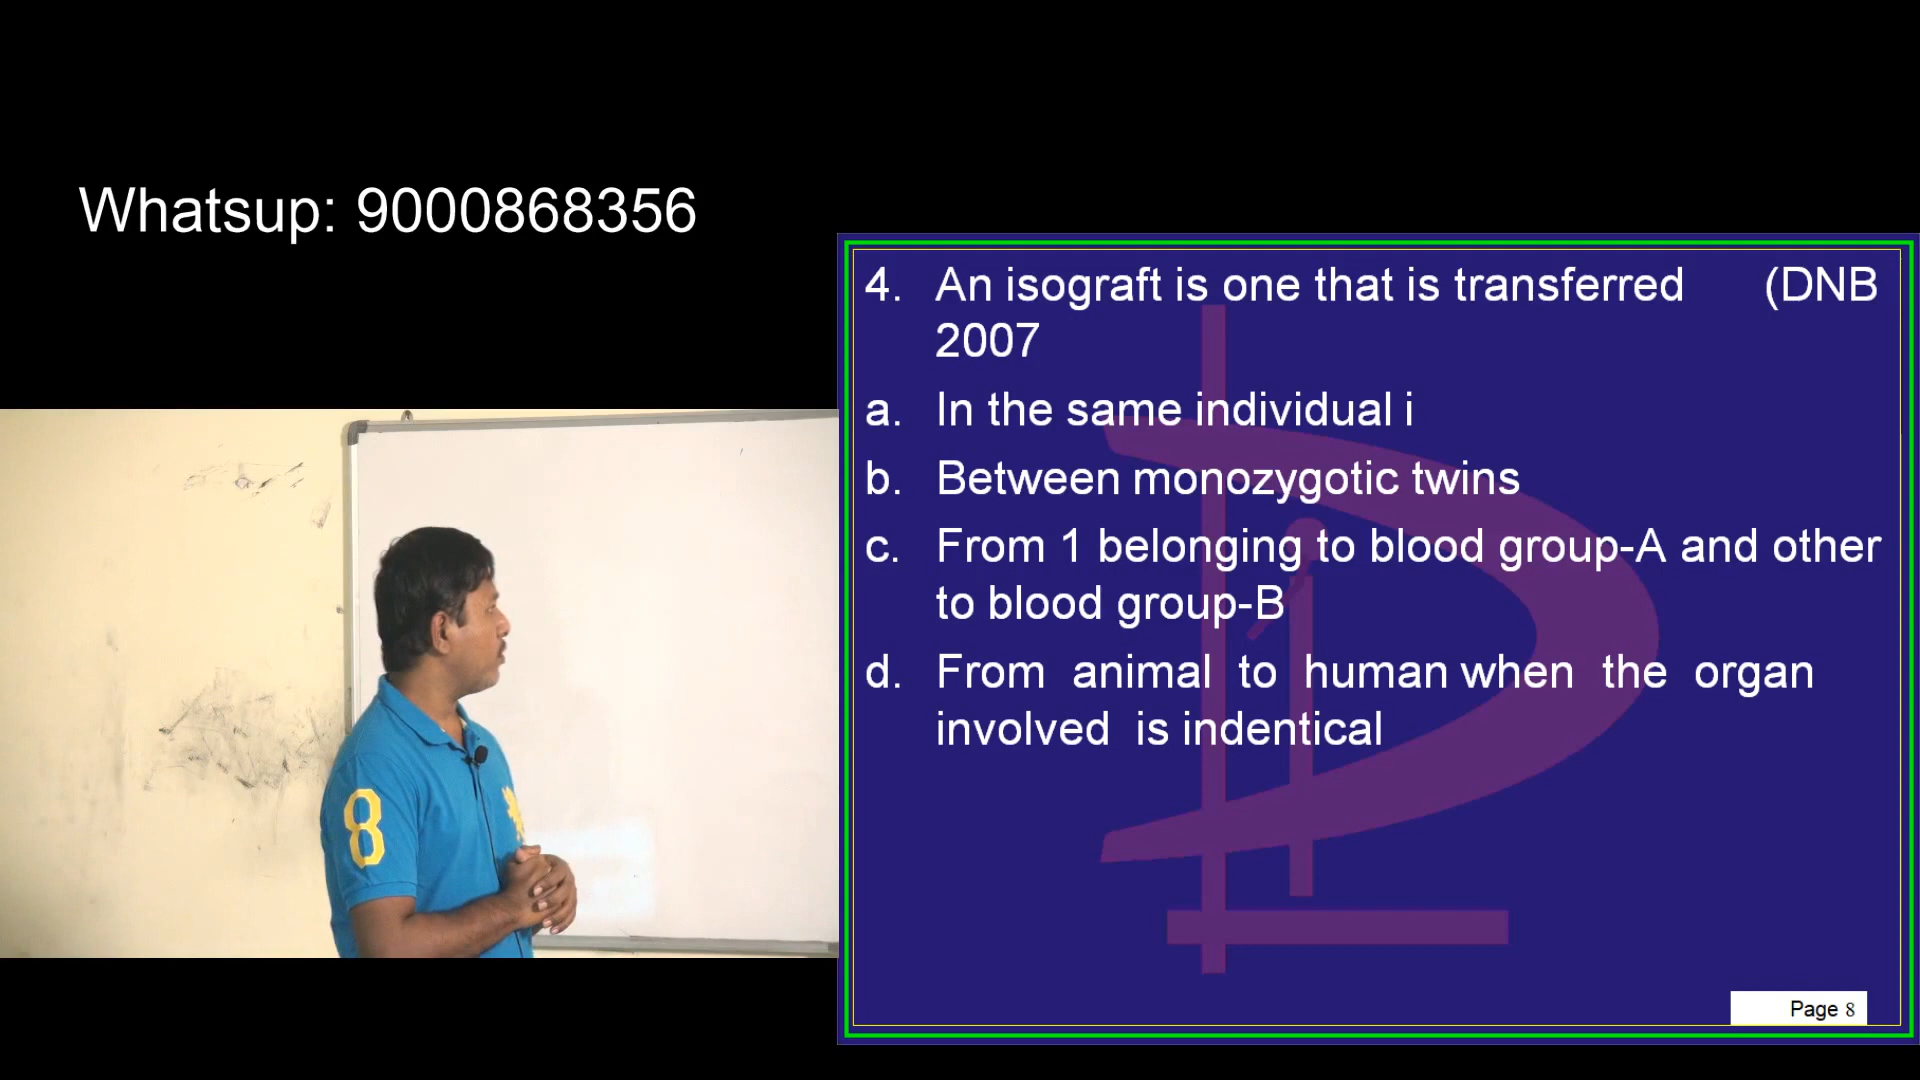 Whatsup: 9000868356
4. An isograft is one that is transferred (DNB
2007
a. In the same individual i
b. Between monozygotic twins
c. From 1 belonging to blood group-A and other
to blood group-B
d. From animal to human when the organ
involved is indentical
8
Page 8